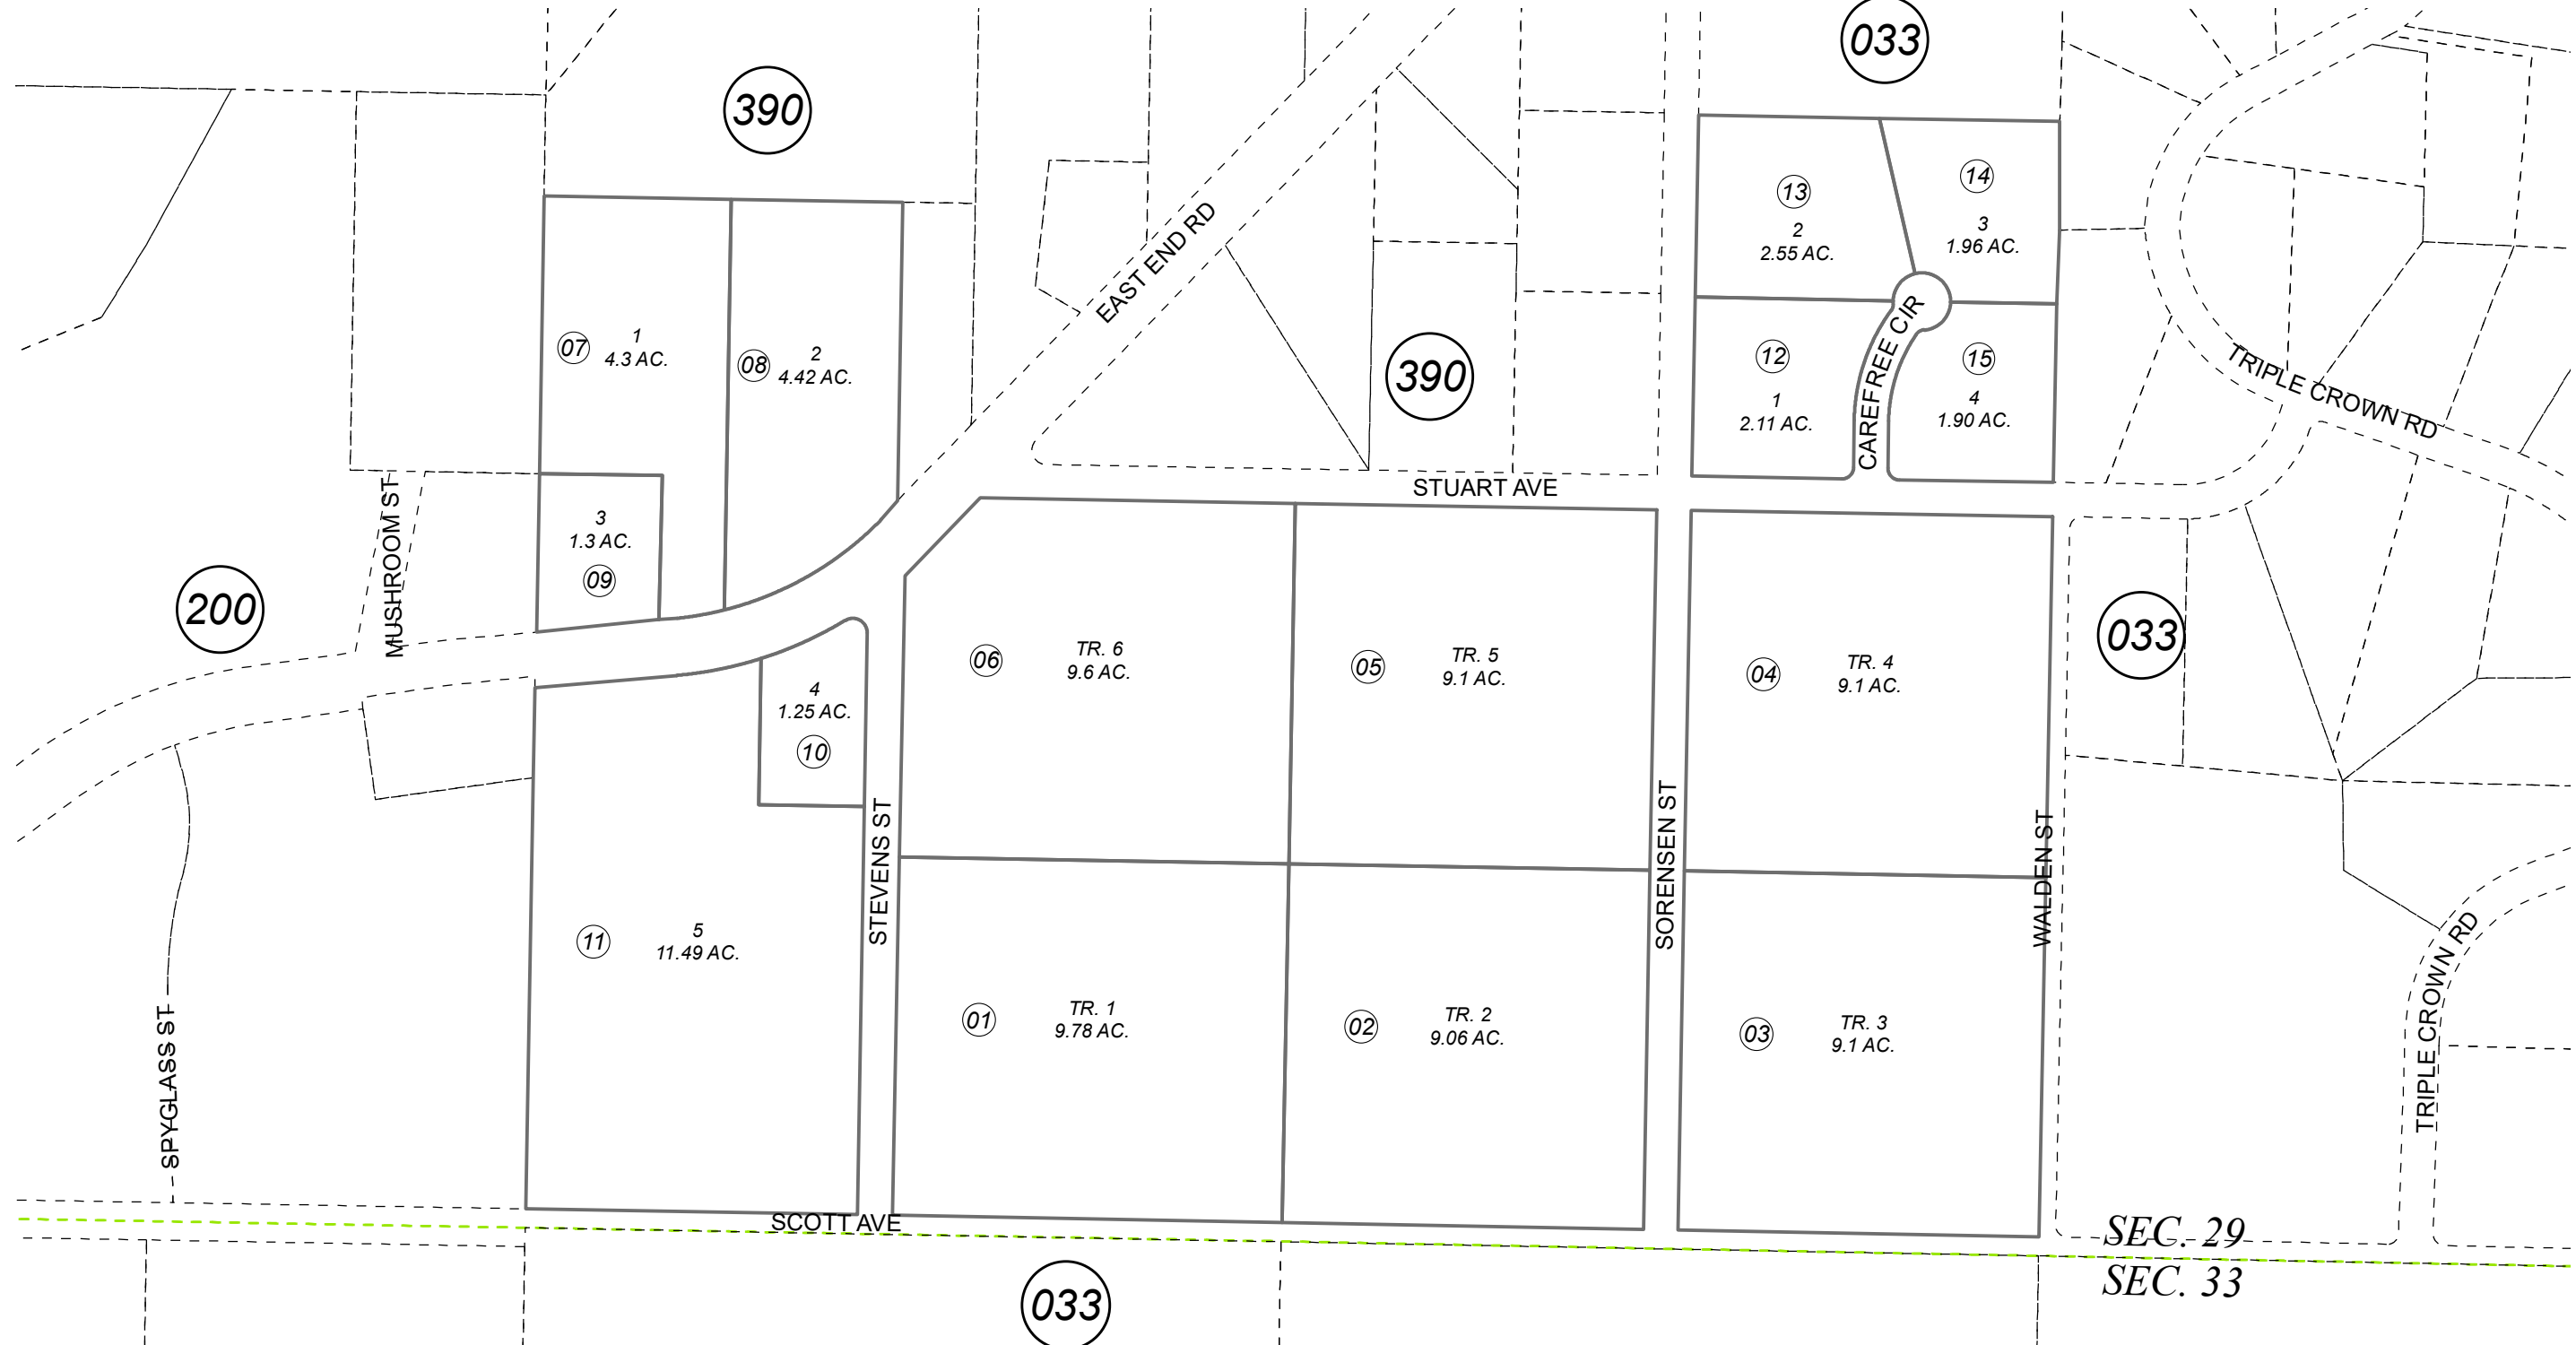 033
390
13
14
2
2.55 AC.
3
1.96 AC.
EAST END RD
CAREFREE CIR
07
1
4.3 AC.
08
2
4.42 AC.
390
12
1
2.11 AC.
15
4
1.90 AC.
TRIPLE CROWN RD
STUART AVE
MUSHROOM ST
3
1.3 AC.
09
200
033
06
TR. 6
9.6 AC.
05
TR. 5
9.1 AC.
04
TR. 4
9.1 AC.
4
1.25 AC.
10
STEVENS ST
SORENSEN ST
WALDEN ST
11
5
11.49 AC.
TRIPLE CROWN RD
SPYGLASS ST
01
TR. 1
9.78 AC.
02
TR. 2
9.06 AC.
03
TR. 3
9.1 AC.
SCOTT AVE
SEC. 29
SEC. 33
033